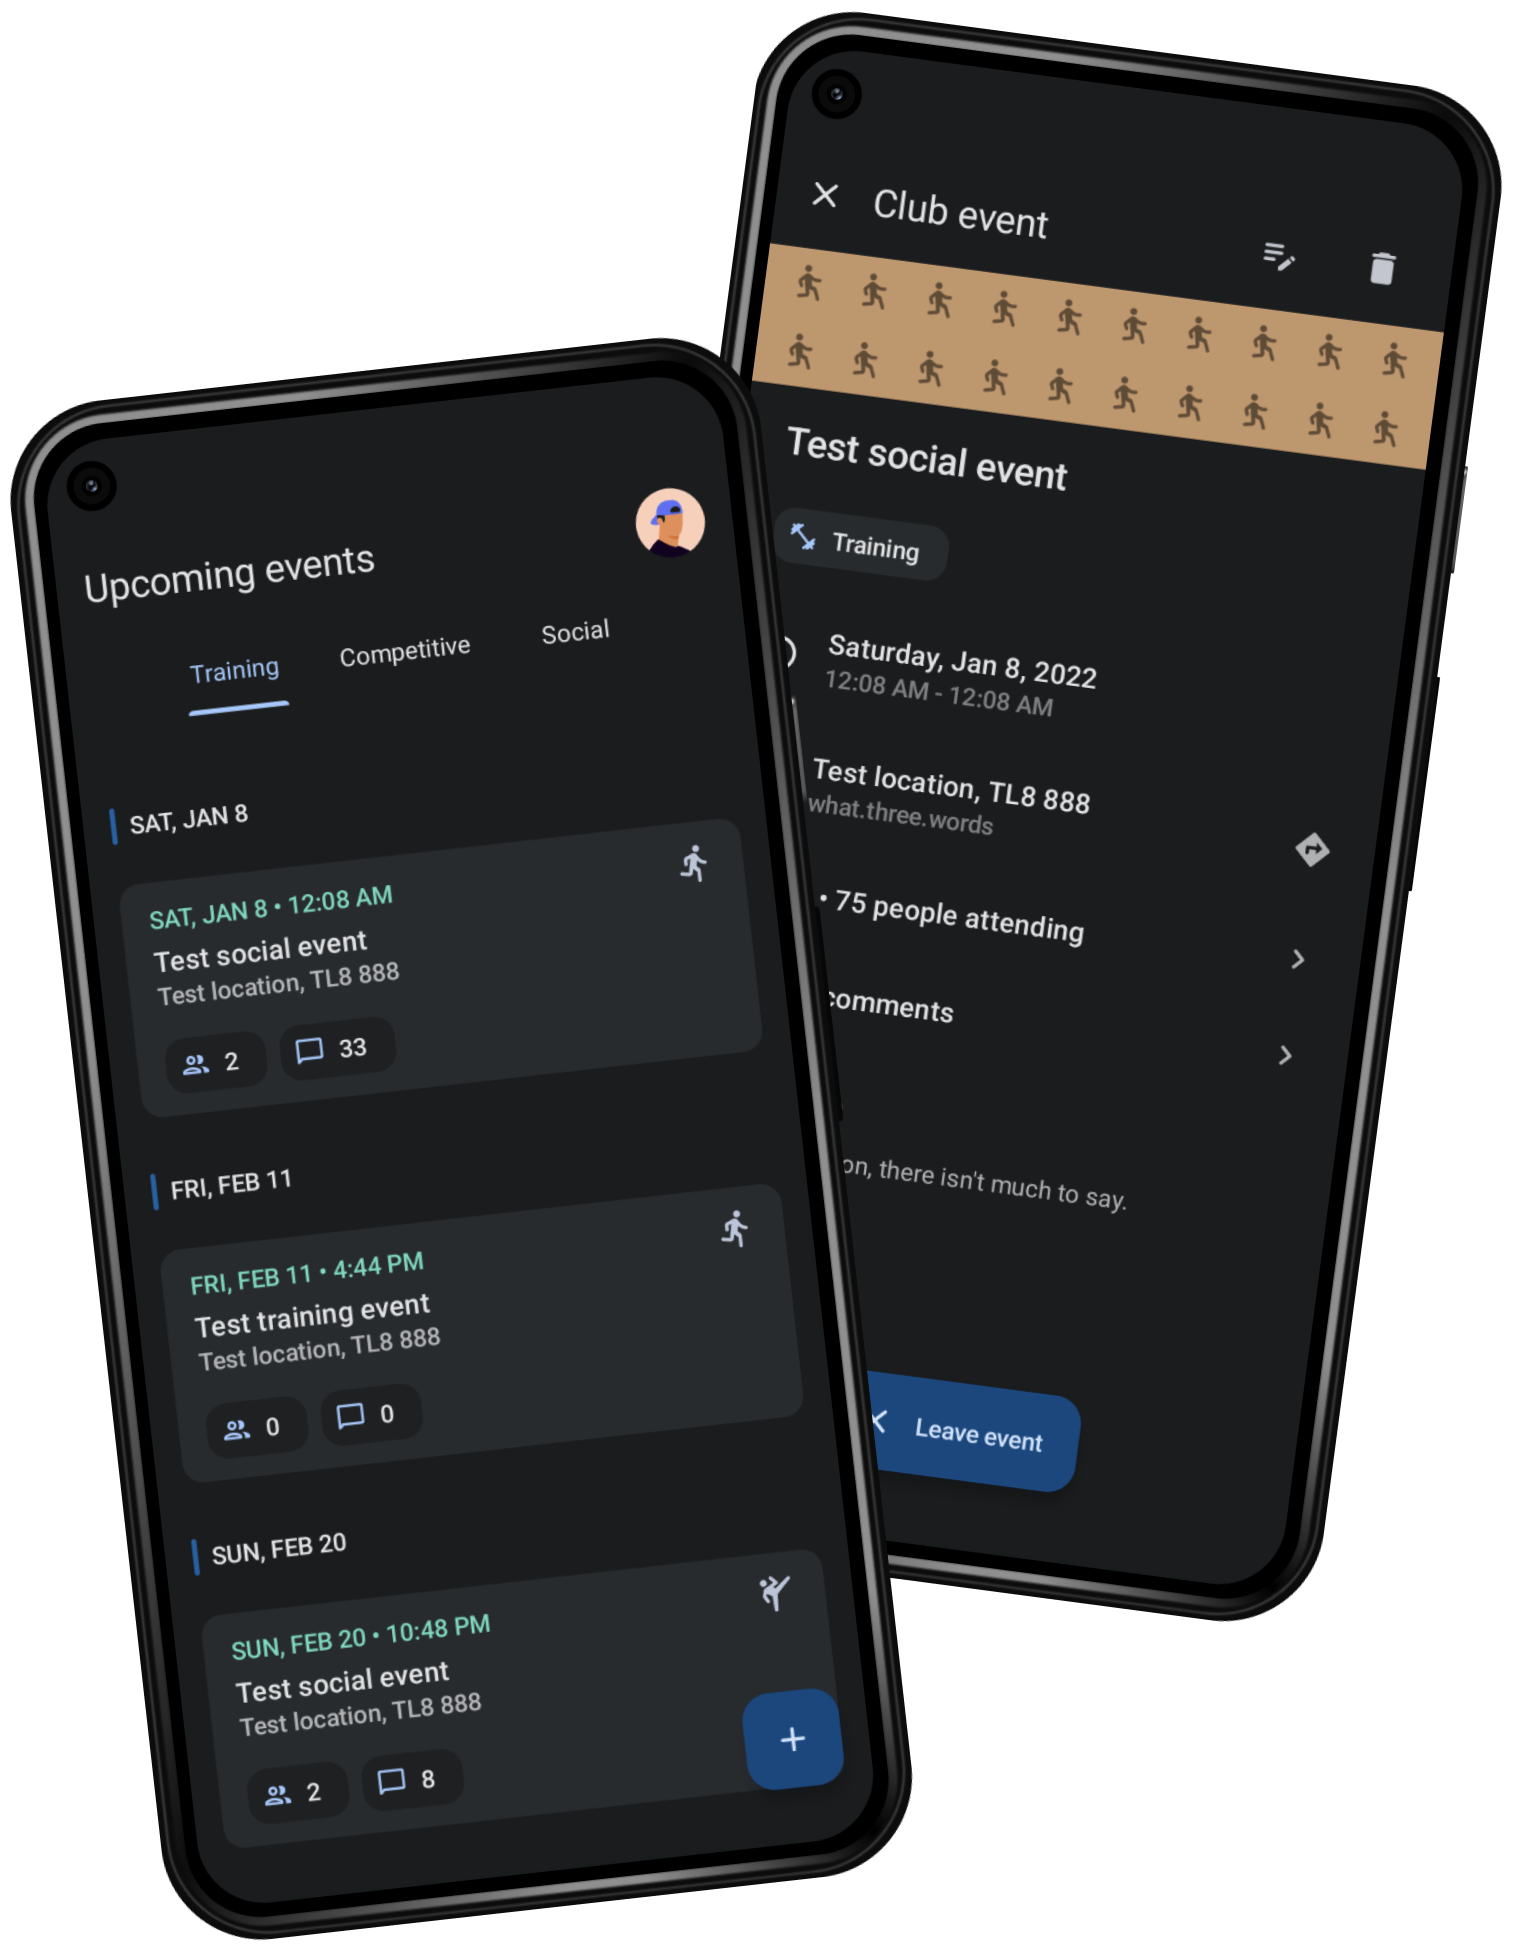 Upcoming events
Training Competitive Social
SAT, JAN 8
SAT, JAN 8 • 12:08 AM
Test social event
Test location, TL8 888
2 33
FRI, FEB 11
FRI, FEB 11 • 4:44 PM
Test training event
Test location, TL8 888
0 0
SUN, FEB 20
SUN, FEB 20 • 10:48 PM
Test social event
Test location, TL8 888
2 8
Club event
Test social event
Training
Saturday, Jan 8, 2022
12:08 AM - 12:08 AM
Test location, TL8 888
what.three.words
• 75 people attending
comments
on, there isn't much to say.
Leave event